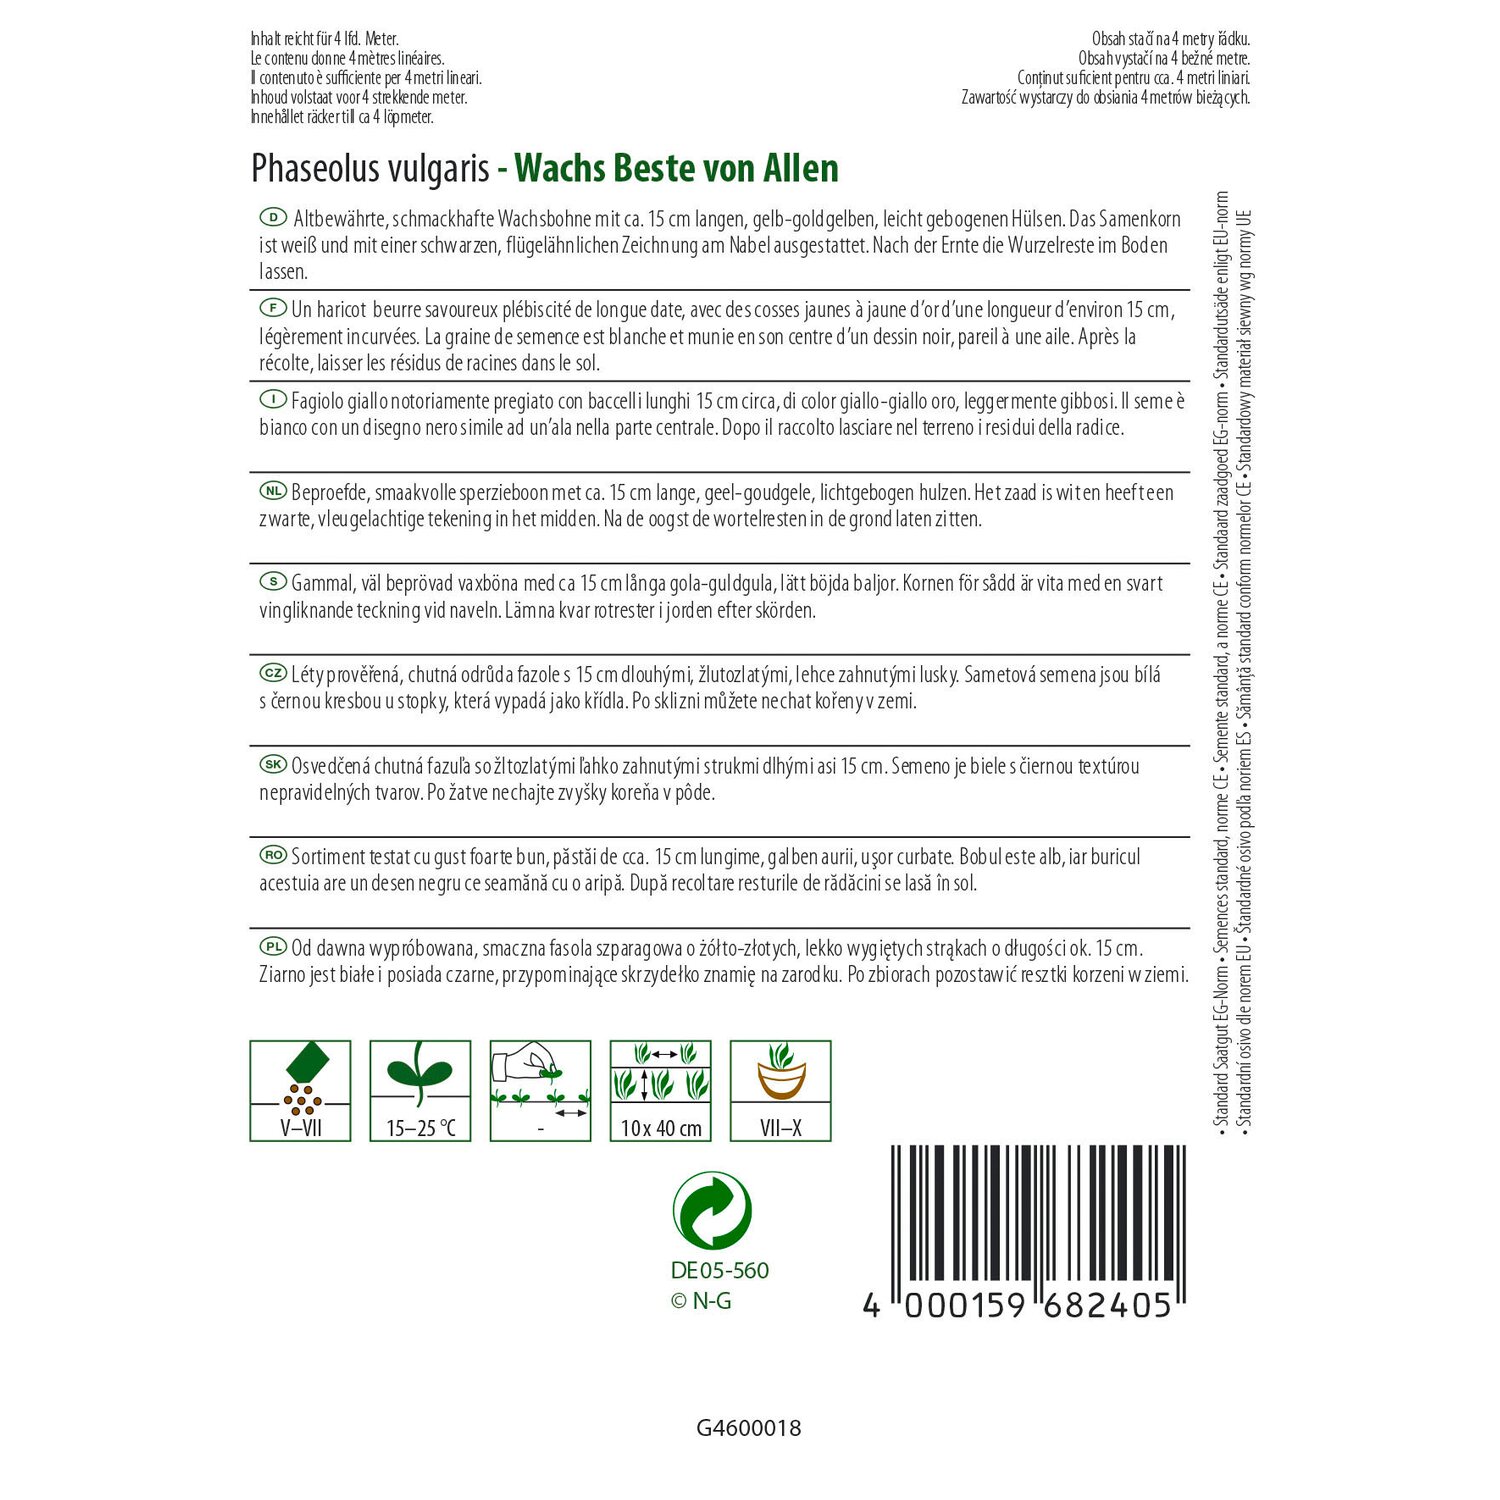 Inhalt reicht für 4 lfd. Meter.
Le contenu donne 4 mètres linéaires.
Il contenuto è sufficiente per 4 metri lineari.
Inhoud volstaat voor 4 strekkende meter.
Innehållet räcker till ca 4 löpmeter.
Obsah stačí na 4 metry řádku.
Obsah vystačí na 4 bežné metre.
Conţinut suficient pentru cca. 4 metri liniari.
Zawartość wystarczy do obsiania 4 metrów bieżących.
Phaseolus vulgaris - Wachs Beste von Allen
D Altbewährte, schmackhafte Wachsbohne mit ca. 15 cm langen, gelb-goldgelben, leicht gebogenen Hülsen. Das Samenkorn
ist weiß und mit einer schwarzen, flügelähnlichen Zeichnung am Nabel ausgestattet. Nach der Ernte die Wurzelreste im Boden
lassen.
F Un haricot beurre savoureux plébiscité de longue date, avec des cosses jaunes à jaune d'or d'une longueur d'environ 15 cm,
légèrement incurvées. La graine de semence est blanche et munie en son centre d'un dessin noir, pareil à une aile. Après la
récolte, laisser les résidus de racines dans le sol.
I Fagiolo giallo notoriamente pregiato con baccelli lunghi 15 cm circa, di color giallo-giallo oro, leggermente gibbosi. Il seme è
bianco con un disegno nero simile ad un'ala nella parte centrale. Dopo il raccolto lasciare nel terreno i residui della radice.
NL Beproefde, smaakvolle sperzieboon met ca. 15 cm lange, geel-goudgele, lichtgebogen hulzen. Het zaad is wit en heeft een
zwarte, vleugelachtige tekening in het midden. Na de oogst de wortelresten in de grond laten zitten.
S Gammal, väl beprövad vaxböna med ca 15 cm långa gola-guldgula, lätt böjda baljor. Kornen för sådd är vita med en svart
vingliknande teckning vid naveln. Lämna kvar rotrester i jorden efter skörden.
CZ Léty prověřená, chutná odrůda fazole s 15 cm dlouhými, žlutozlatými, lehce zahnutými lusky. Sametová semena jsou bílá
s černou kresbou u stopky, která vypadá jako křídla. Po sklizni můžete nechat kořeny v zemi.
SK Osvedčená chutná fazuľa so žltozlatými ľahko zahnutými strukmi dlhými asi 15 cm. Semeno je biele s čiernou textúrou
nepravidelných tvarov. Po žatve nechajte zvyšky koreňa v pôde.
RO Sortiment testat cu gust foarte bun, păstăi de cca. 15 cm lungime, galben aurii, uşor curbate. Bobul este alb, iar buricul
acestuia are un desen negru ce seamănă cu o aripă. După recoltare resturile de rădăcini se lasă în sol.
PL Od dawna wypróbowana, smaczna fasola szparagowa o żółto-złotych, lekko wygiętych strąkach o długości ok. 15 cm.
Ziarno jest białe i posiada czarne, przypominające skrzydełko znamię na zarodku. Po zbiorach pozostawić resztki korzeni w ziemi.
• Standard Saatgut EG-Norm • Semences standard, norme CE • Semente standard, a norme CE • Standaard zaadgoed EG-norm • Standardutsäde enligt EU-norm
• Standardní osivo dle norem EU • Štandardné osivo podľa noriem ES • Sămânţă standard conform normelor CE • Standardowy materiał siewny wg normy UE
V–VII
15–25 °C
-
10 x 40 cm
VII–X
DE05-560
© N-G
4 000159 682405
G4600018